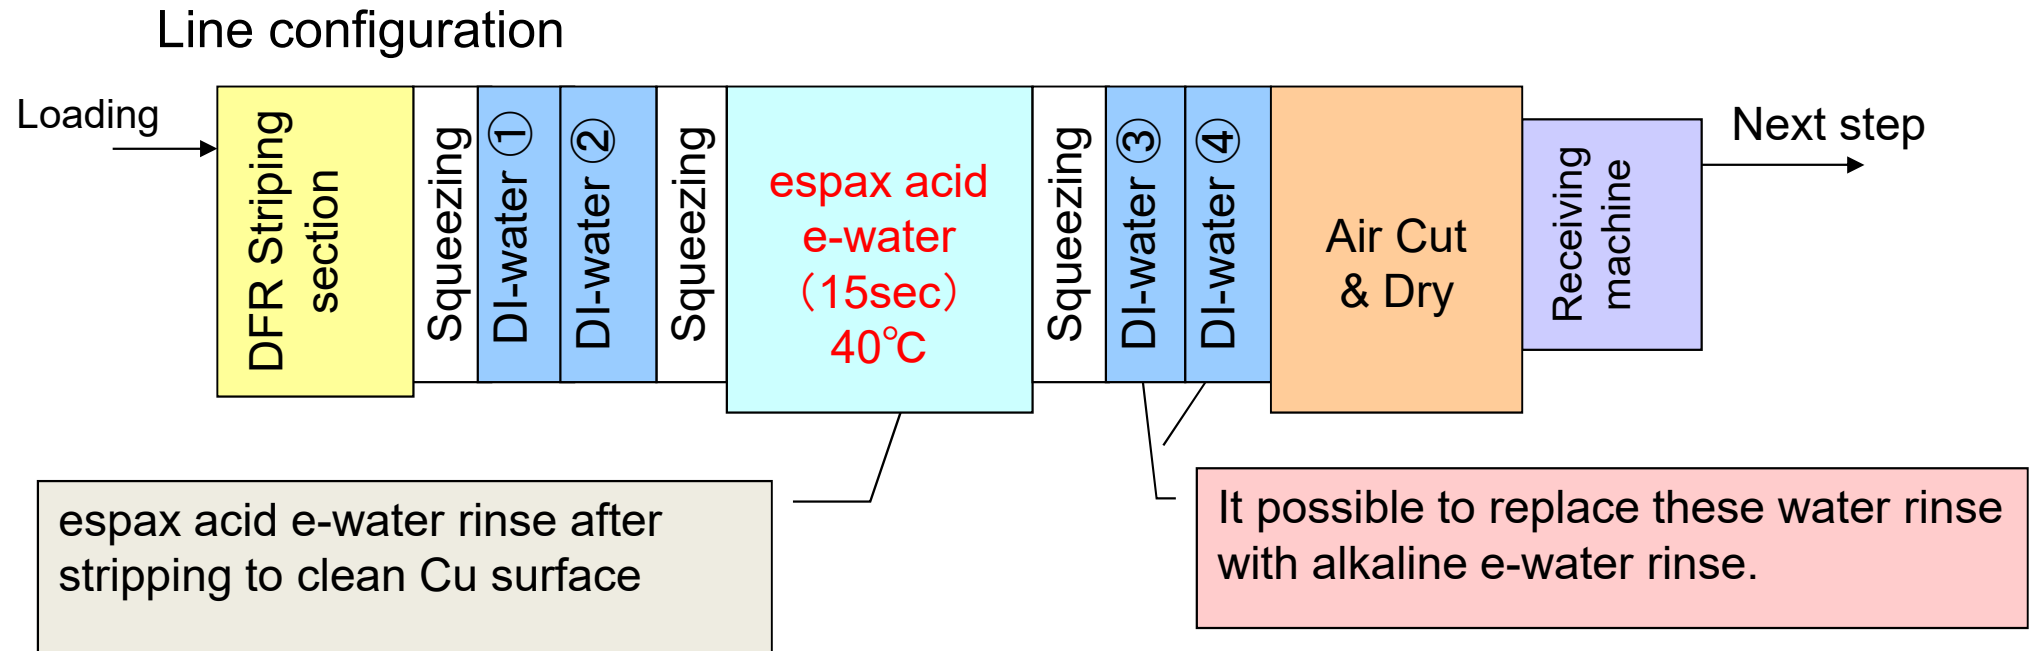 Line configuration
Loading
DFR Striping
section
Squeezing
DI-water ①
DI-water ②
Squeezing
espax acid
e-water
（15sec）
40℃
Squeezing
DI-water ③
DI-water ④
Air Cut
& Dry
Receiving
machine
Next step
espax acid e-water rinse after
stripping to clean Cu surface
It possible to replace these water rinse
with alkaline e-water rinse.